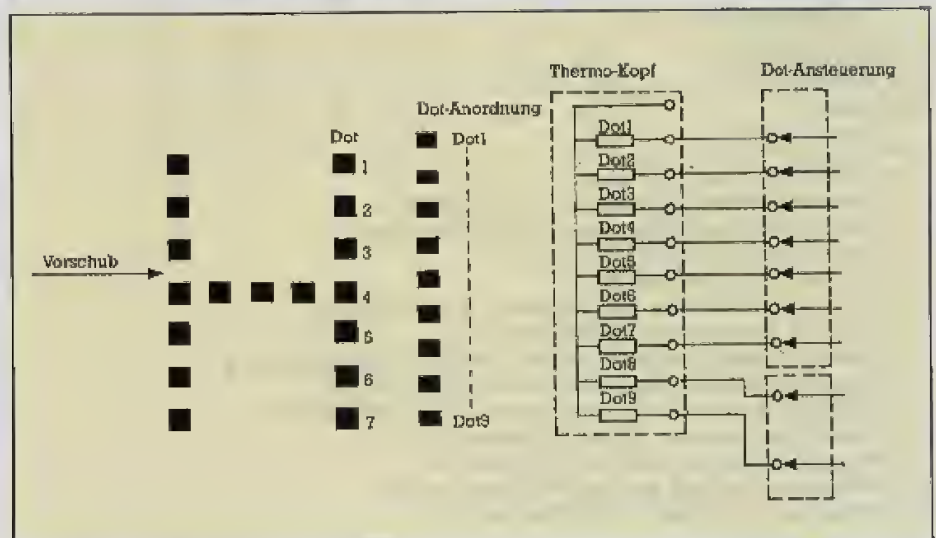 Thermo-Kopf
Dot-Ansteuerung
Dot-Anordnung
Dot
Dot1
1
2
3
4
5
6
7
Vorschub
Dot9
Dot1
Dot2
Dot3
Dot4
Dot5
Dot6
Dot7
Dot8
Dot9